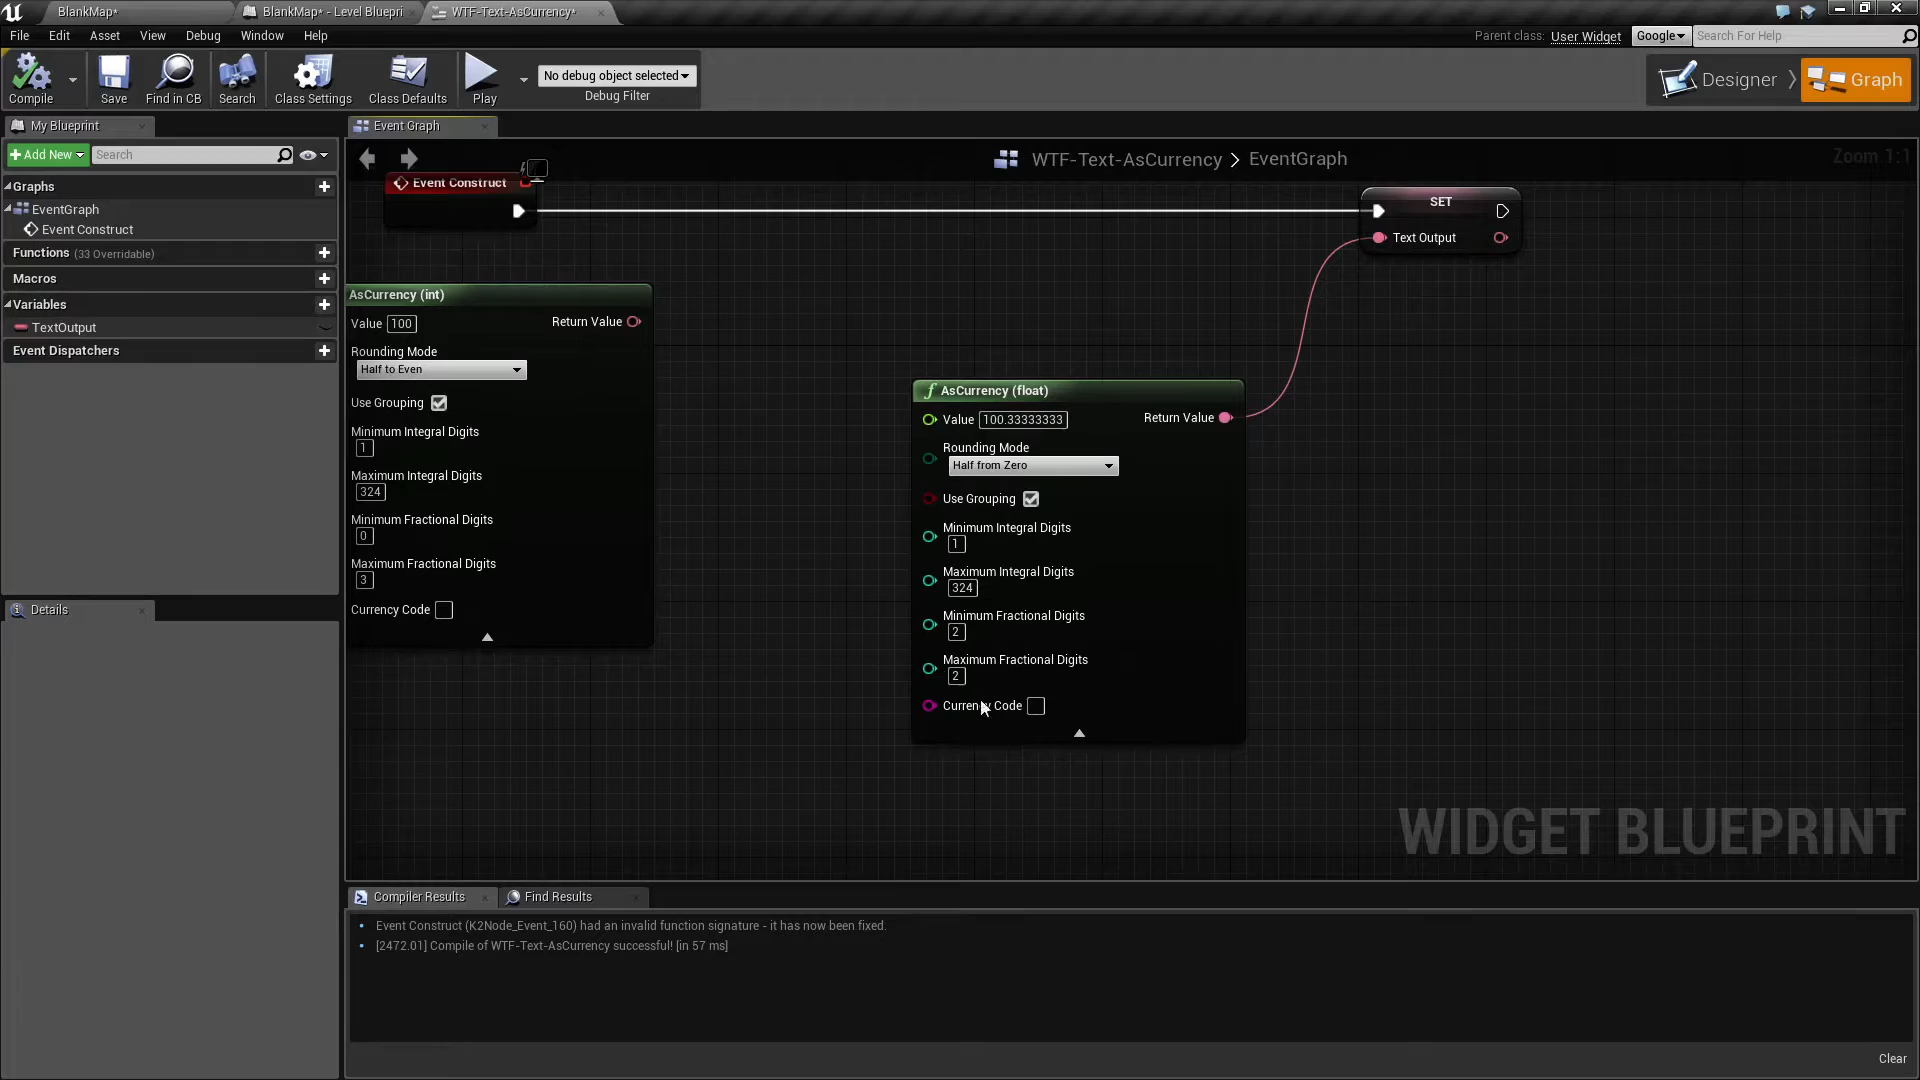 BlankMap*
BlankMap* - Level Bluepri
WTF-Text-AsCurrency*
File Edit Asset View Debug Window Help
Parent class: User Widget Google Search For Help
Compile
Save
Find in CB
Search
Class Settings
Class Defaults
Play
No debug object selected
Debug Filter
Designer
Graph
My Blueprint
Event Graph
Add New
Search
WTF-Text-AsCurrency > EventGraph
Zoom 1:1
Graphs
EventGraph
Event Construct
Functions (33 Overridable)
Macros
Variables
TextOutput
Event Dispatchers
Details
Event Construct
SET
Text Output
AsCurrency (int)
Value 100
Return Value
Rounding Mode
Half to Even
Use Grouping
Minimum Integral Digits
1
Maximum Integral Digits
324
Minimum Fractional Digits
0
Maximum Fractional Digits
3
Currency Code
f AsCurrency (float)
Value 100.33333333
Return Value
Rounding Mode
Half from Zero
Use Grouping
Minimum Integral Digits
1
Maximum Integral Digits
324
Minimum Fractional Digits
2
Maximum Fractional Digits
2
Currency Code
WIDGET BLUEPRINT
Compiler Results
Find Results
Event Construct (K2Node_Event_160) had an invalid function signature - it has now been fixed.
[2472.01] Compile of WTF-Text-AsCurrency successful! [in 57 ms]
Clear